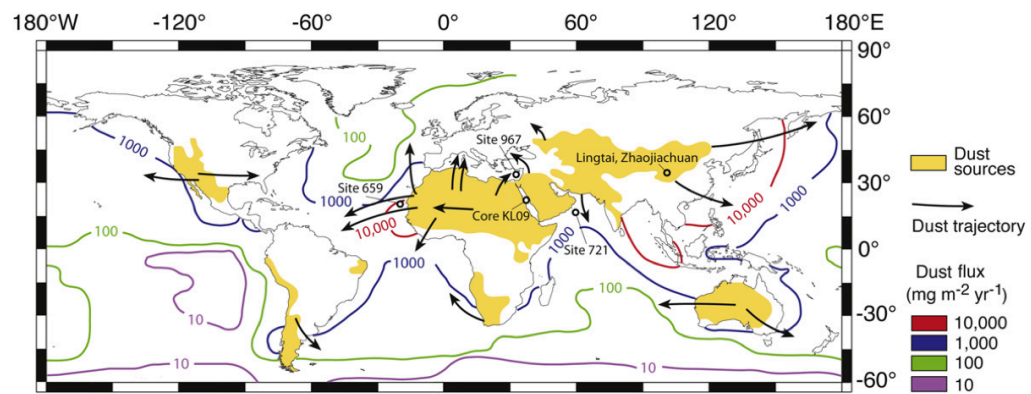 180°W -120° -60° 0° 60° 120° 180°E
90°
60°
30°
0°
-30°
-60°
1000
100
Site 967
Lingtai, Zhaojiachuan
Site 659
1000
Core KL09
10,000
10,000
1000
Site 721
1000
1000
100
10
100
10
10
Dust
sources
Dust trajectory
Dust flux
(mg m⁻² yr⁻¹)
10,000
1,000
100
10